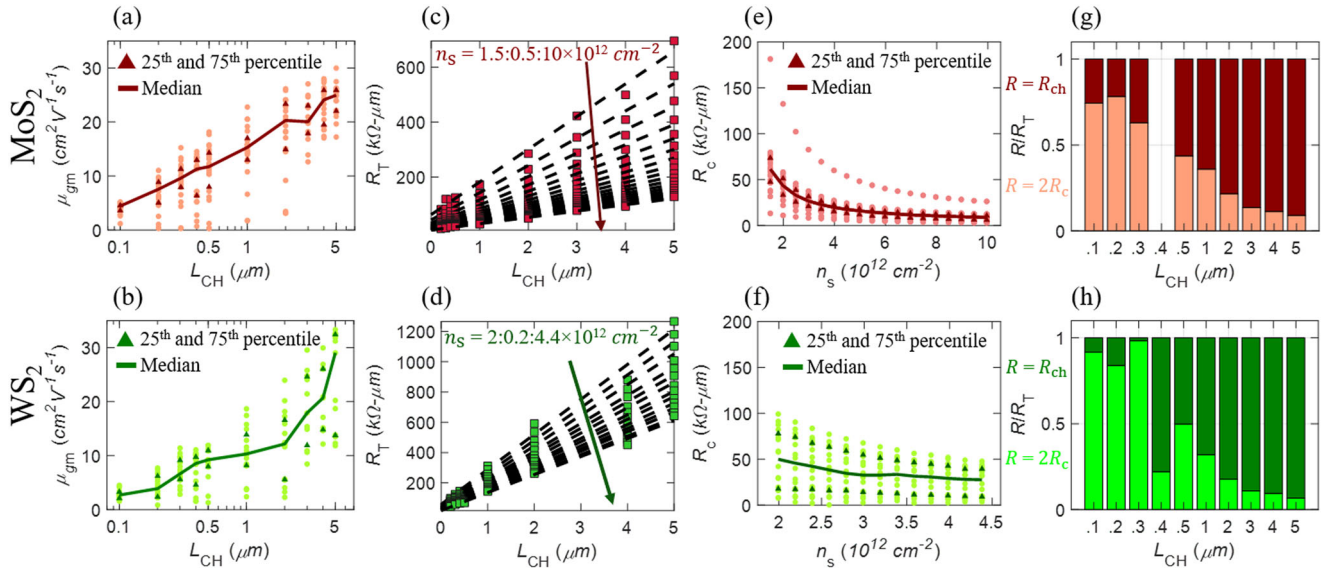 (a)
MoS₂
μgm (cm²V⁻¹s⁻¹)
30
20
10
0
▲ 25th and 75th percentile
Median
0.1 0.5 1 5
LCH (μm)
(c)
RT (kΩ-μm)
600
400
200
nS = 1.5:0.5:10×10¹² cm⁻²
0 1 2 3 4 5
LCH (μm)
(e)
Rc (kΩ-μm)
200
150
100
50
0
▲ 25th and 75th percentile
Median
2 4 6 8 10
ns (10¹² cm⁻²)
(g)
R = Rch
R = 2Rc
R/RT
1
0.5
0
.1 .2 .3 .4 .5 1 2 3 4 5
LCH (μm)
(b)
WS₂
μgm (cm²V⁻¹s⁻¹)
30
20
10
0
▲ 25th and 75th percentile
Median
0.1 0.5 1 5
LCH (μm)
(d)
RT (kΩ-μm)
1200
1000
800
600
400
200
nS = 2:0.2:4.4×10¹² cm⁻²
0 1 2 3 4 5
LCH (μm)
(f)
Rc (kΩ-μm)
200
150
100
50
0
▲ 25th and 75th percentile
Median
2 2.5 3 3.5 4 4.5
ns (10¹² cm⁻²)
(h)
R = Rch
R = 2Rc
R/RT
1
0.5
0
.1 .2 .3 .4 .5 1 2 3 4 5
LCH (μm)